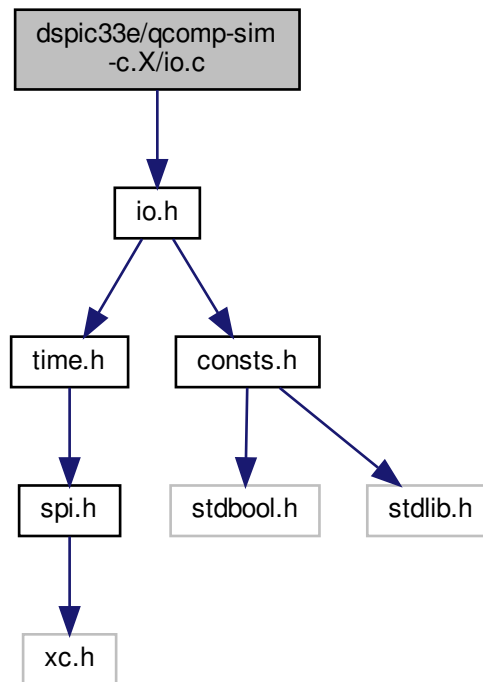 dspic33e/qcomp-sim
-c.X/io.c
io.h
time.h
consts.h
spi.h
stdbool.h
stdlib.h
xc.h